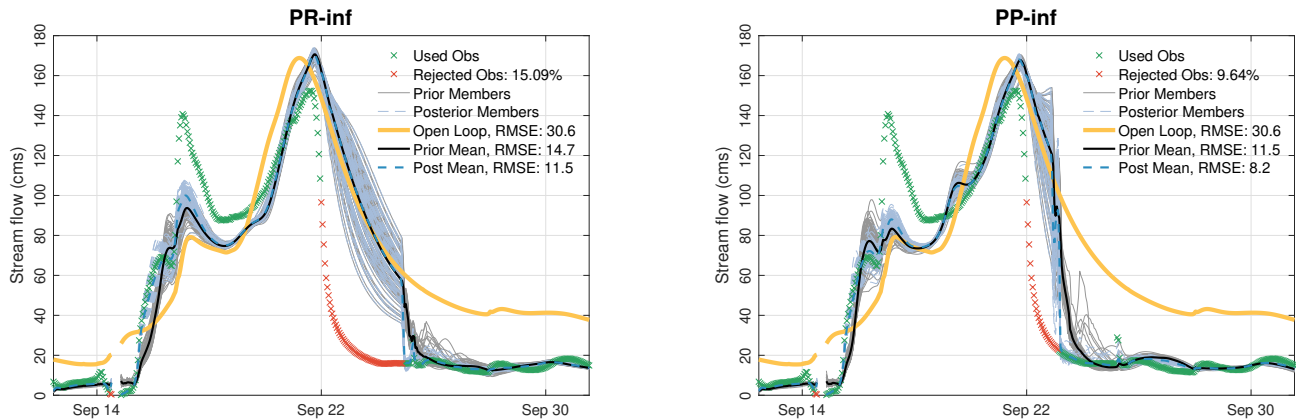 PR-inf
180
160
140
120
100
80
60
40
20
0
Stream flow (cms)
Sep 14
Sep 22
Sep 30
Used Obs
Rejected Obs: 15.09%
Prior Members
Posterior Members
Open Loop, RMSE: 30.6
Prior Mean, RMSE: 14.7
Post Mean, RMSE: 11.5
PP-inf
180
160
140
120
100
80
60
40
20
0
Stream flow (cms)
Sep 14
Sep 22
Sep 30
Used Obs
Rejected Obs: 9.64%
Prior Members
Posterior Members
Open Loop, RMSE: 30.6
Prior Mean, RMSE: 11.5
Post Mean, RMSE: 8.2